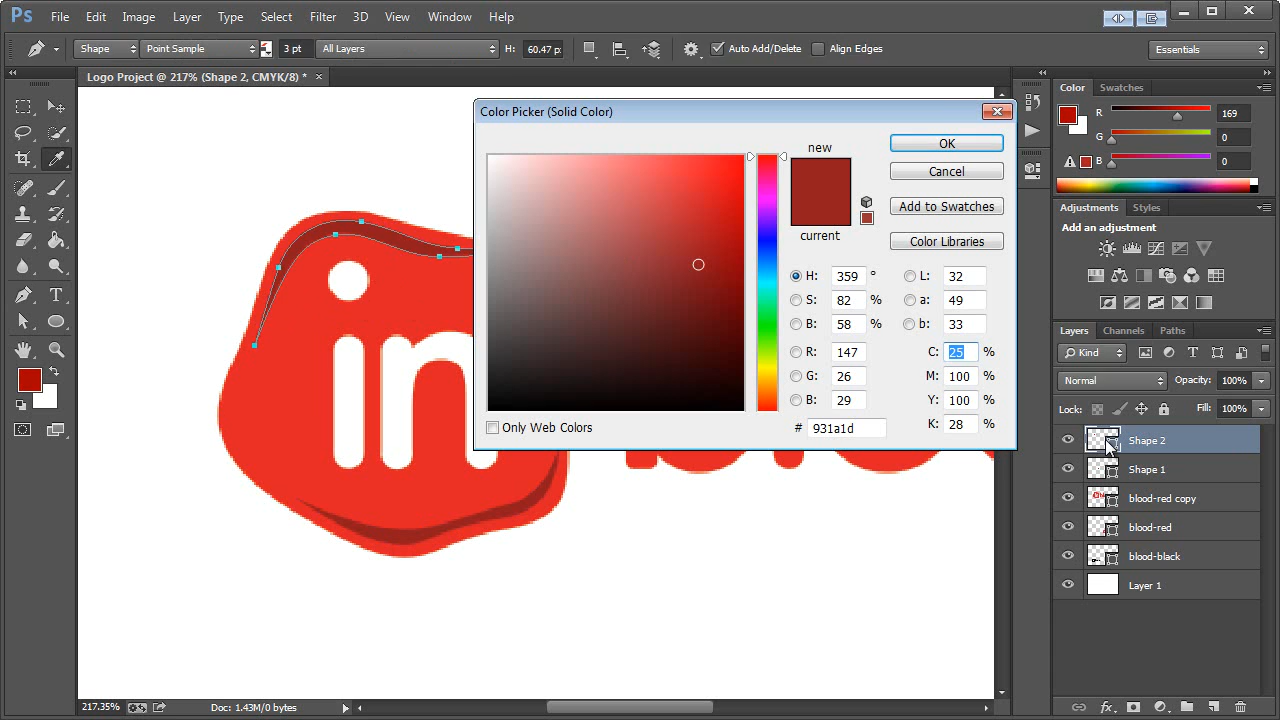 Ps File Edit Image Layer Type Select Filter 3D View Window Help
Shape Point Sample 3 pt All Layers H: 60.47 p Auto Add/Delete Align Edges Essentials
Logo Project @ 217% (Shape 2, CMYK/8) *
Color Picker (Solid Color)
new
current
OK
Cancel
Add to Swatches
Color Libraries
H: 359 °
S: 82 %
B: 58 %
R: 147
G: 26
B: 29
L: 32
a: 49
b: 33
C: 25 %
M: 100 %
Y: 100 %
K: 28 %
# 931a1d
Only Web Colors
in
Color Swatches
R 169
G 0
B 0
Adjustments Styles
Add an adjustment
Layers Channels Paths
Kind
Normal Opacity: 100%
Lock: Fill: 100%
Shape 2
Shape 1
blood-red copy
blood-red
blood-black
Layer 1
217.35% Doc: 1.43M/0 bytes